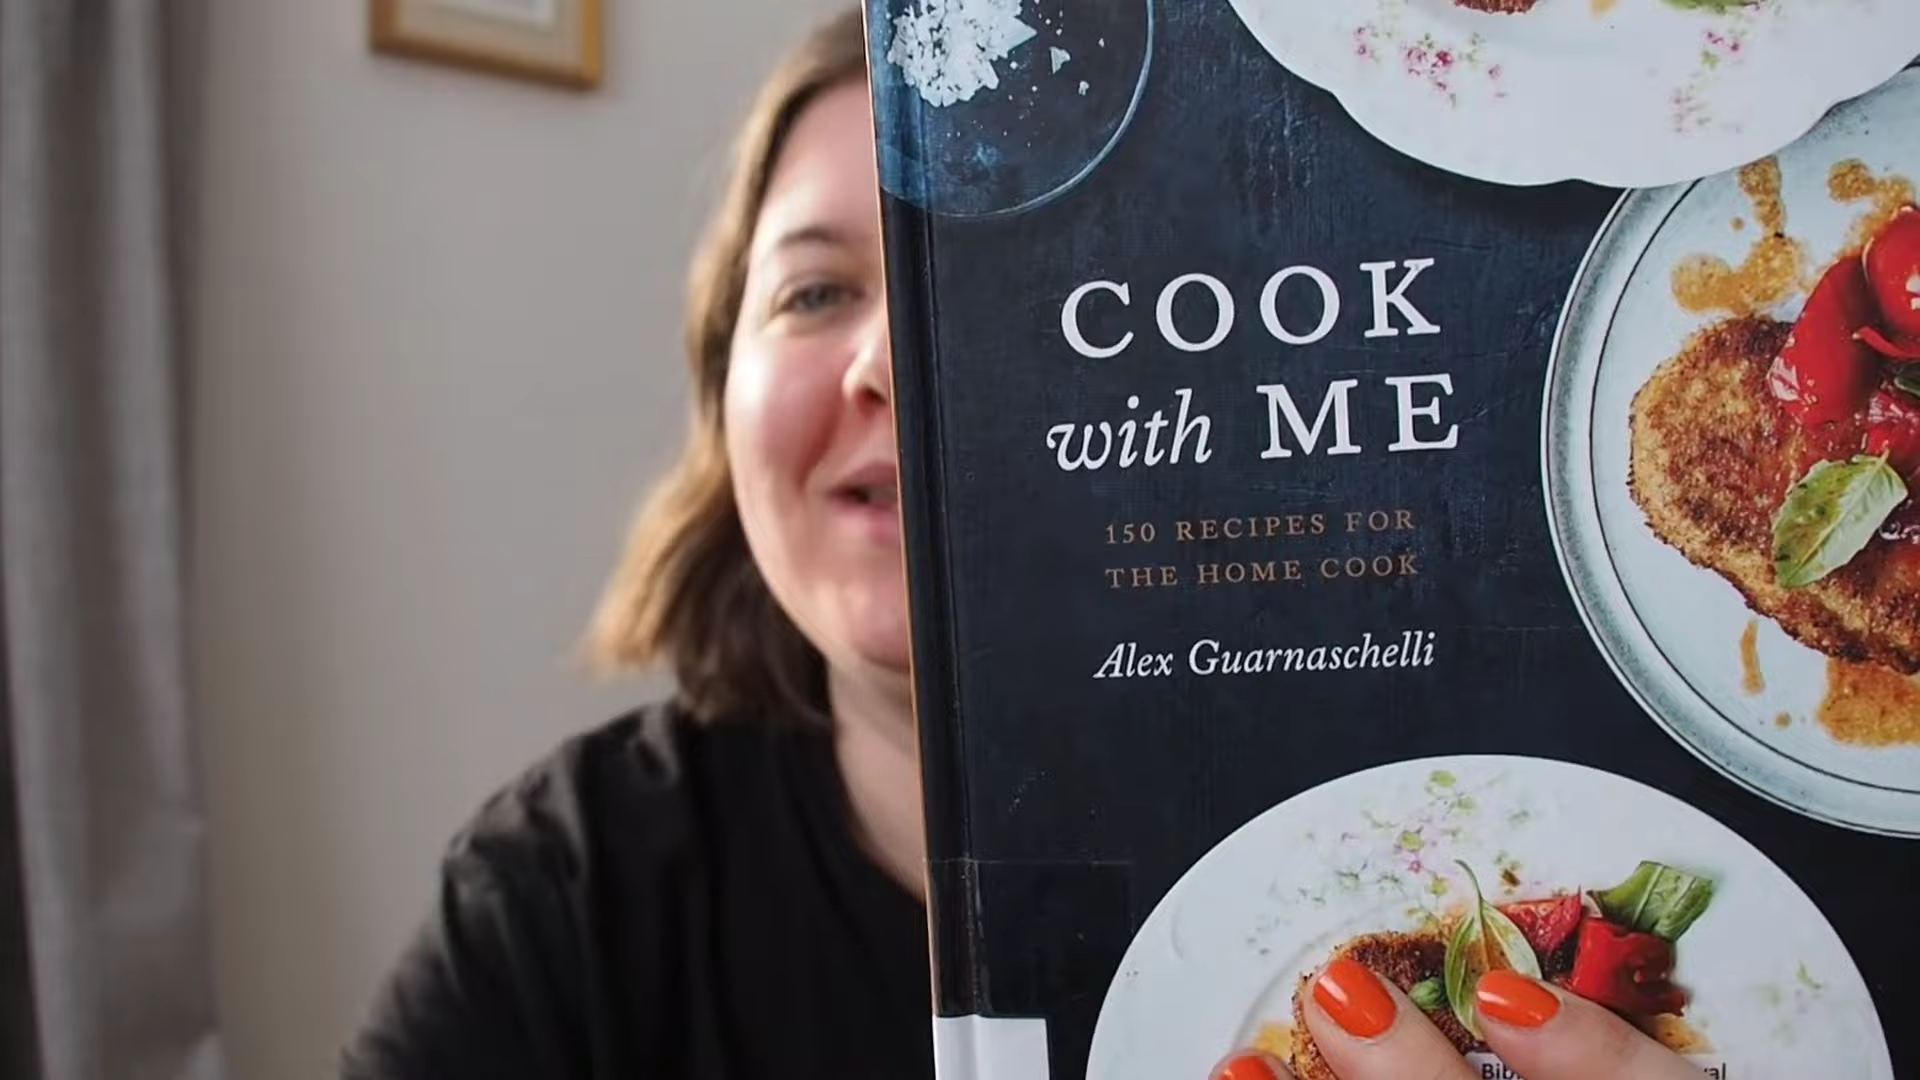 COOK
with ME
150 RECIPES FOR
THE HOME COOK
Alex Guarnaschelli